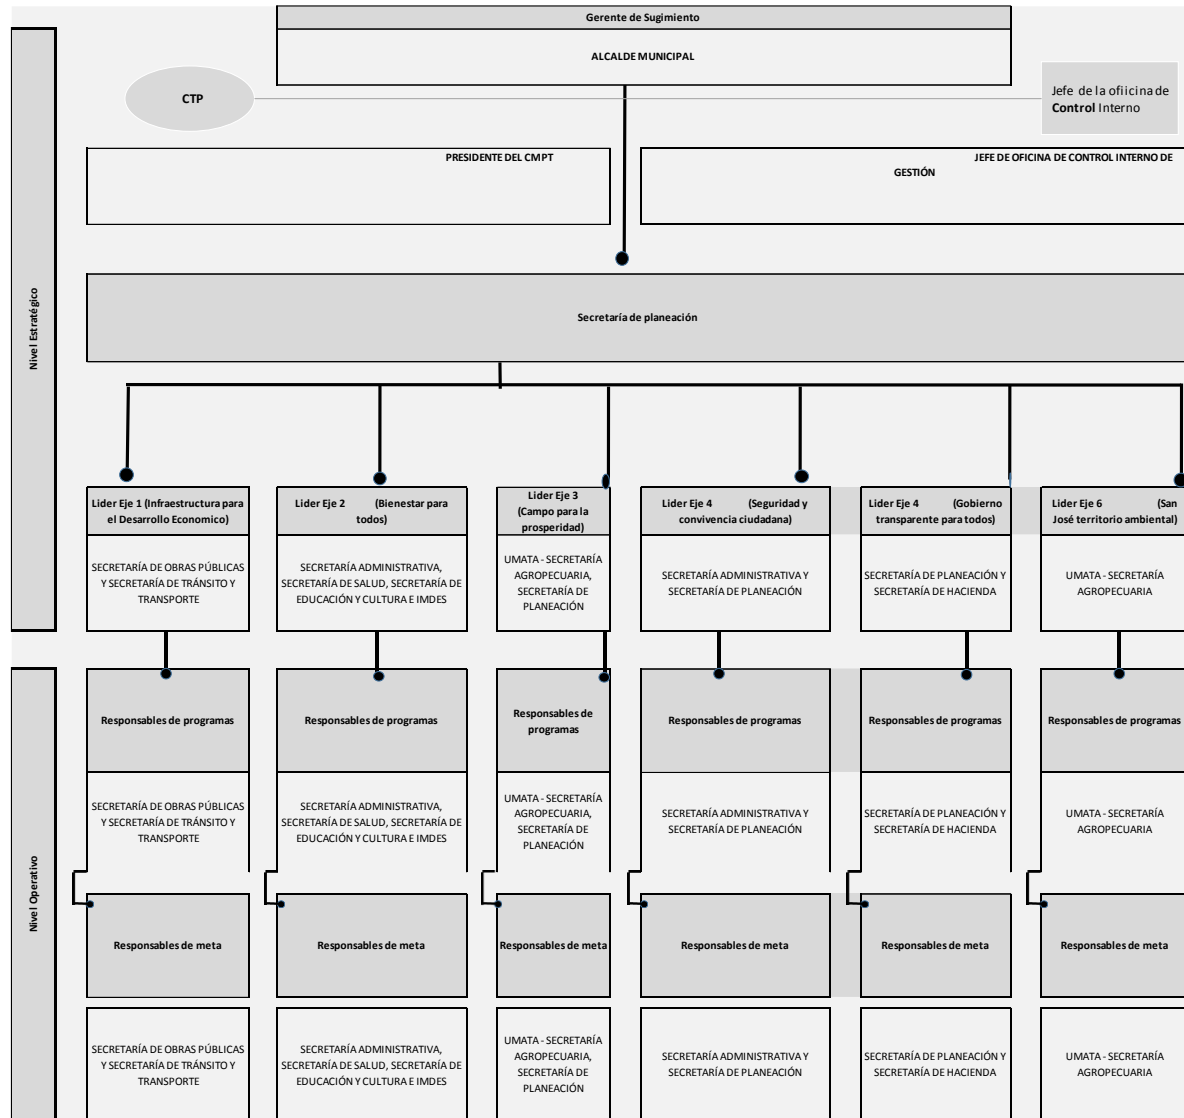 Gerente de Sugimiento
ALCALDE MUNICIPAL
CTP
Jefe de la ofiicina de
Control Interno
PRESIDENTE DEL CMPT
JEFE DE OFICINA DE CONTROL INTERNO DE
GESTIÓN
Nivel Estratégico
Secretaría de planeación
Lider Eje 1 (Infraestructura para
el Desarrollo Economico)
Lider Eje 2 (Bienestar para
todos)
Lider Eje 3
(Campo para la
prosperidad)
Lider Eje 4 (Seguridad y
convivencia ciudadana)
Lider Eje 4 (Gobierno
transparente para todos)
Lider Eje 6 (San
José territorio ambiental)
SECRETARÍA DE OBRAS PÚBLICAS
Y SECRETARÍA DE TRÁNSITO Y
TRANSPORTE
SECRETARÍA ADMINISTRATIVA,
SECRETARÍA DE SALUD, SECRETARÍA DE
EDUCACIÓN Y CULTURA E IMDES
UMATA - SECRETARÍA
AGROPECUARIA,
SECRETARÍA DE
PLANEACIÓN
SECRETARÍA ADMINISTRATIVA Y
SECRETARÍA DE PLANEACIÓN
SECRETARÍA DE PLANEACIÓN Y
SECRETARÍA DE HACIENDA
UMATA - SECRETARÍA
AGROPECUARIA
Nivel Operativo
Responsables de programas
Responsables de programas
Responsables de
programas
Responsables de programas
Responsables de programas
Responsables de programas
SECRETARÍA DE OBRAS PÚBLICAS
Y SECRETARÍA DE TRÁNSITO Y
TRANSPORTE
SECRETARÍA ADMINISTRATIVA,
SECRETARÍA DE SALUD, SECRETARÍA DE
EDUCACIÓN Y CULTURA E IMDES
UMATA - SECRETARÍA
AGROPECUARIA,
SECRETARÍA DE
PLANEACIÓN
SECRETARÍA ADMINISTRATIVA Y
SECRETARÍA DE PLANEACIÓN
SECRETARÍA DE PLANEACIÓN Y
SECRETARÍA DE HACIENDA
UMATA - SECRETARÍA
AGROPECUARIA
Responsables de meta
Responsables de meta
Responsables de meta
Responsables de meta
Responsables de meta
Responsables de meta
SECRETARÍA DE OBRAS PÚBLICAS
Y SECRETARÍA DE TRÁNSITO Y
TRANSPORTE
SECRETARÍA ADMINISTRATIVA,
SECRETARÍA DE SALUD, SECRETARÍA DE
EDUCACIÓN Y CULTURA E IMDES
UMATA - SECRETARÍA
AGROPECUARIA,
SECRETARÍA DE
PLANEACIÓN
SECRETARÍA ADMINISTRATIVA Y
SECRETARÍA DE PLANEACIÓN
SECRETARÍA DE PLANEACIÓN Y
SECRETARÍA DE HACIENDA
UMATA - SECRETARÍA
AGROPECUARIA